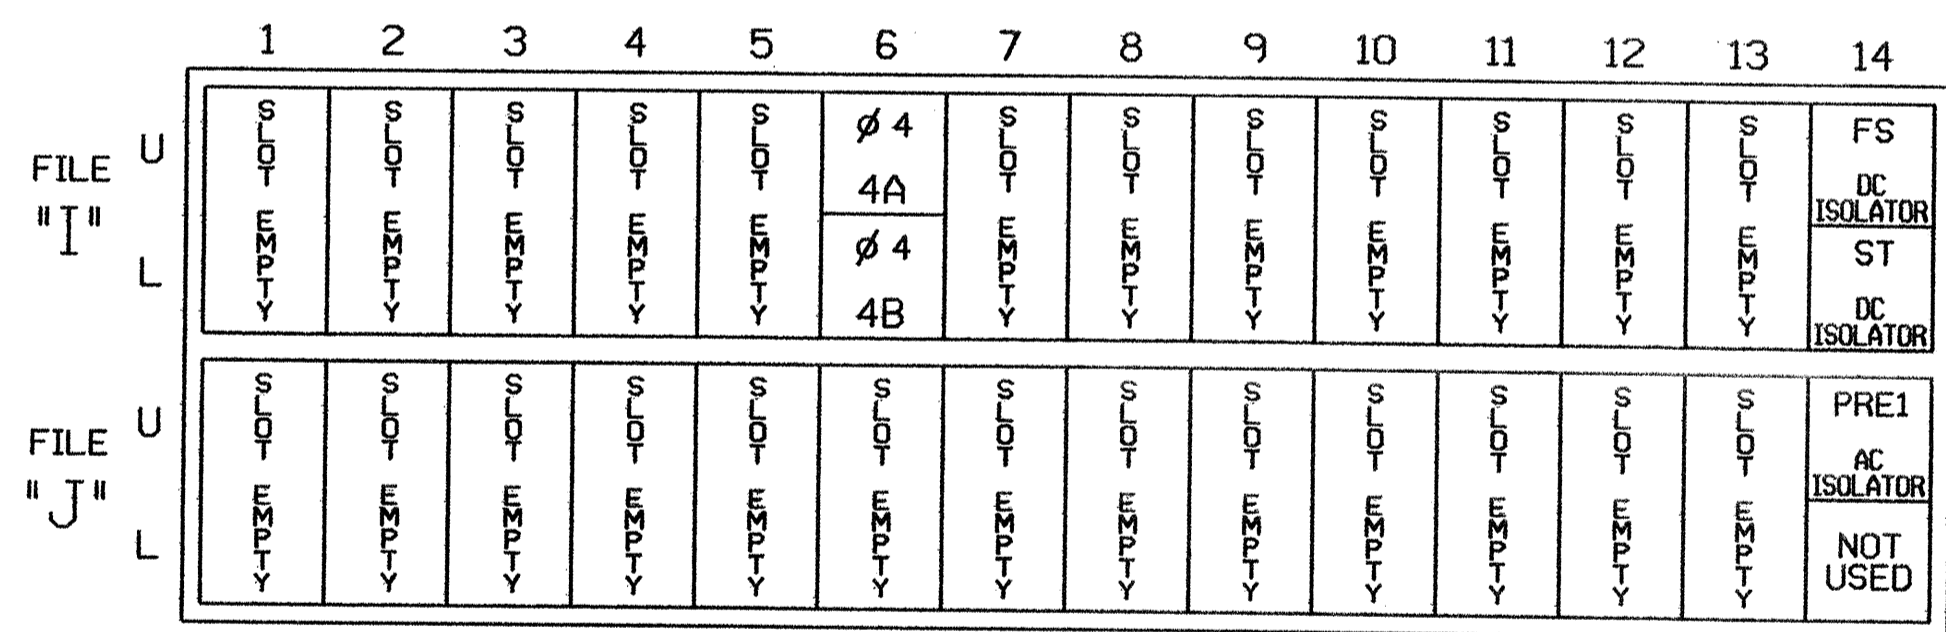 1 2 3 4 5 6 7 8 9 10 11 12 13 14
FILE "I"
U
L
SLOT EMPTY
SLOT EMPTY
SLOT EMPTY
SLOT EMPTY
SLOT EMPTY
Ø 4
4A
Ø 4
4B
SLOT EMPTY
SLOT EMPTY
SLOT EMPTY
SLOT EMPTY
SLOT EMPTY
SLOT EMPTY
SLOT EMPTY
FS
DC
ISOLATOR
ST
DC
ISOLATOR
FILE "J"
U
L
SLOT EMPTY
SLOT EMPTY
SLOT EMPTY
SLOT EMPTY
SLOT EMPTY
SLOT EMPTY
SLOT EMPTY
SLOT EMPTY
SLOT EMPTY
SLOT EMPTY
SLOT EMPTY
SLOT EMPTY
SLOT EMPTY
PRE1
AC
ISOLATOR
NOT
USED